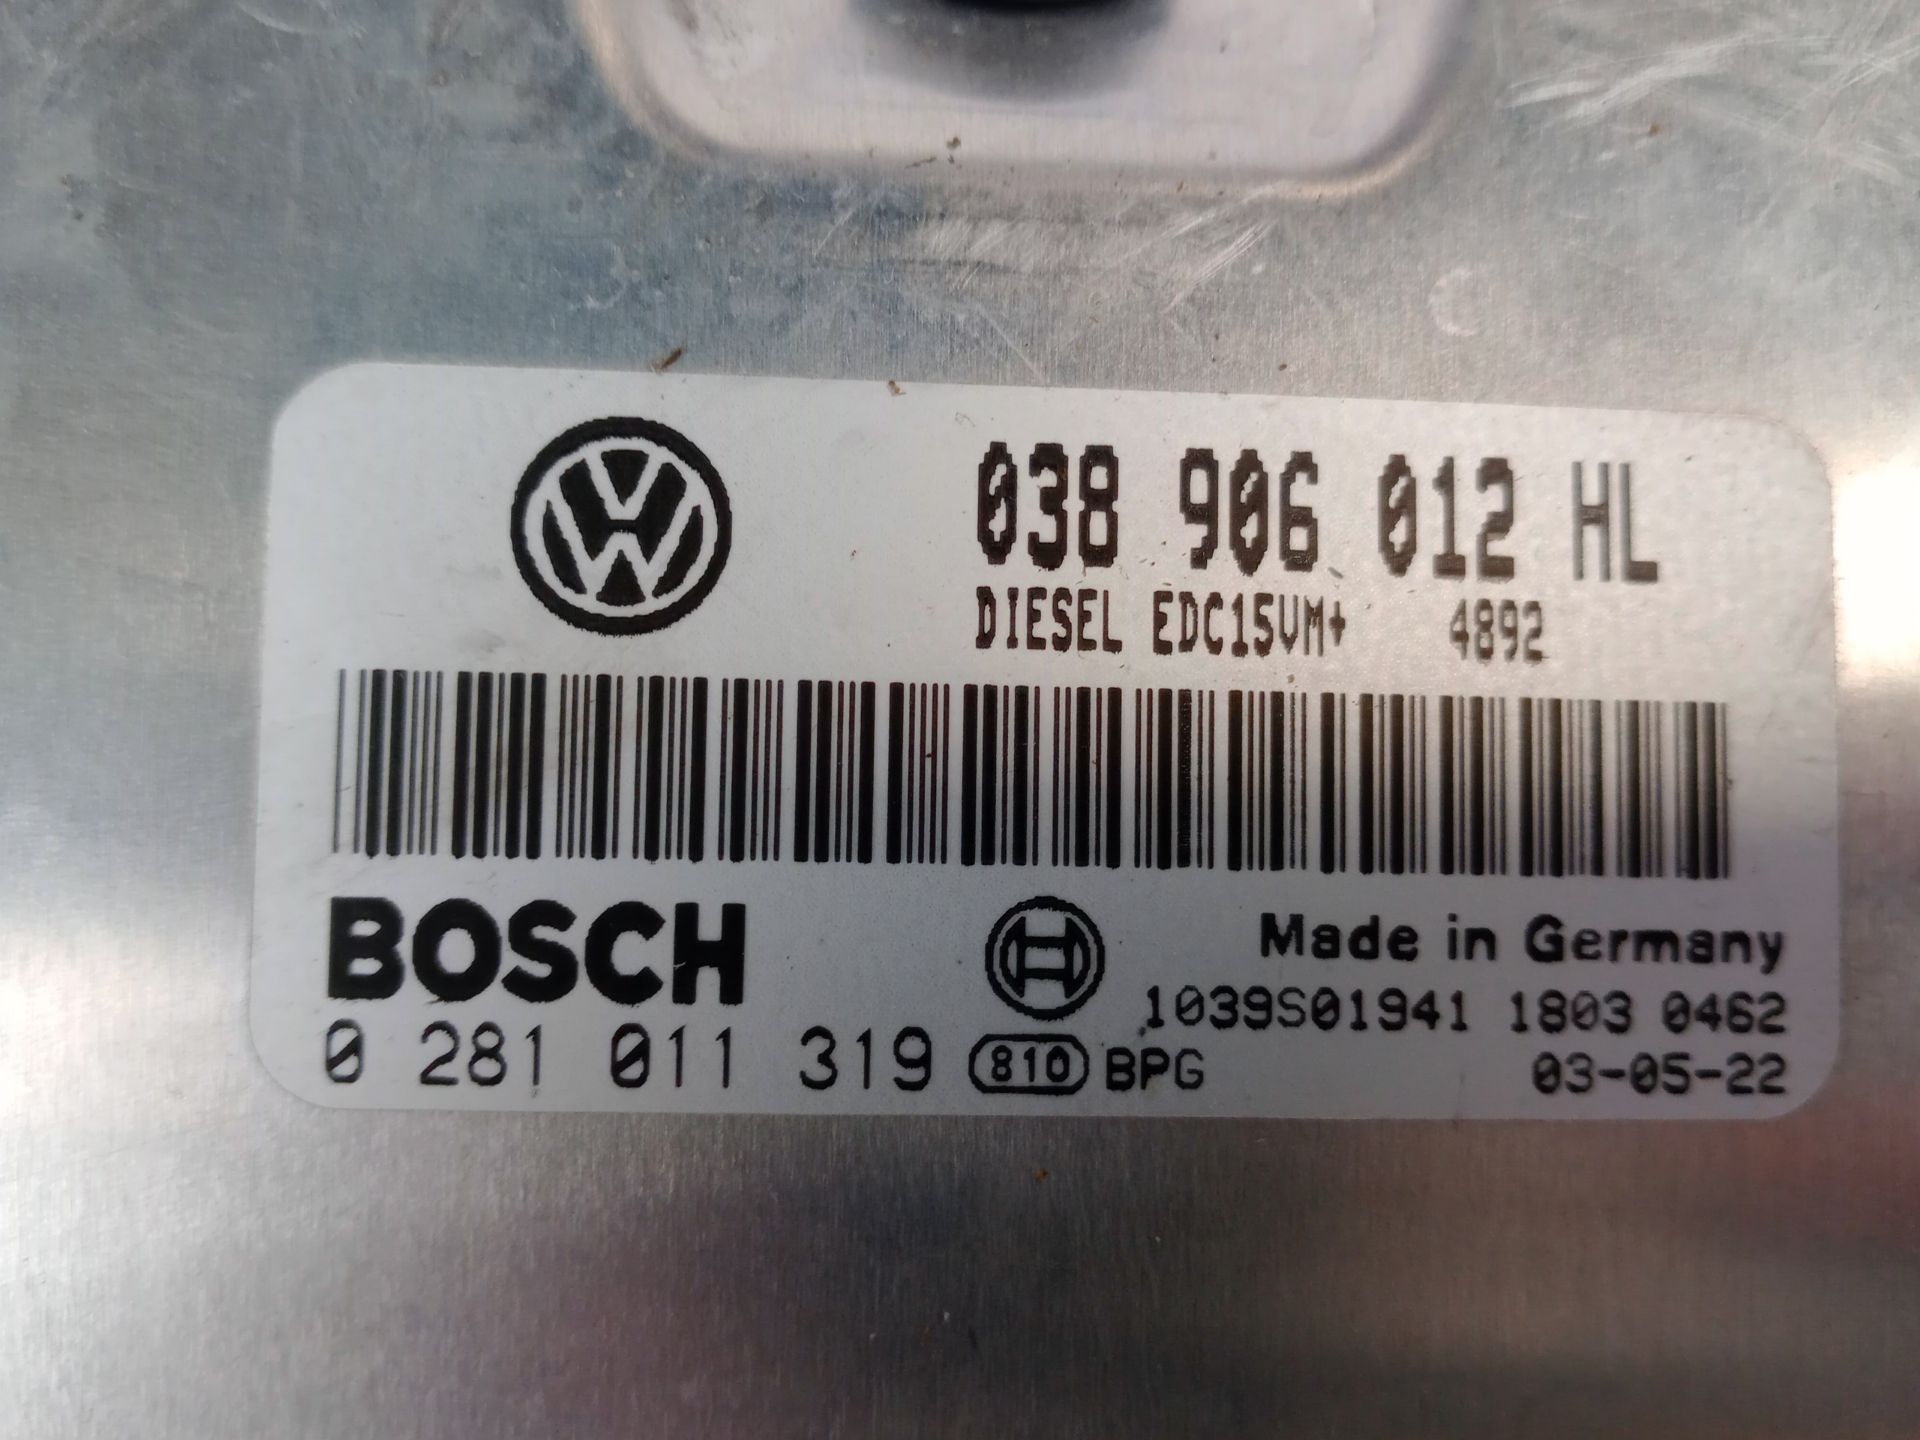 038 906 012 HL
DIESEL EDC15VM+ 4892
BOSCH
Made in Germany
1039S01941 1803 0462
0 281 011 319 810 BPG 03-05-22